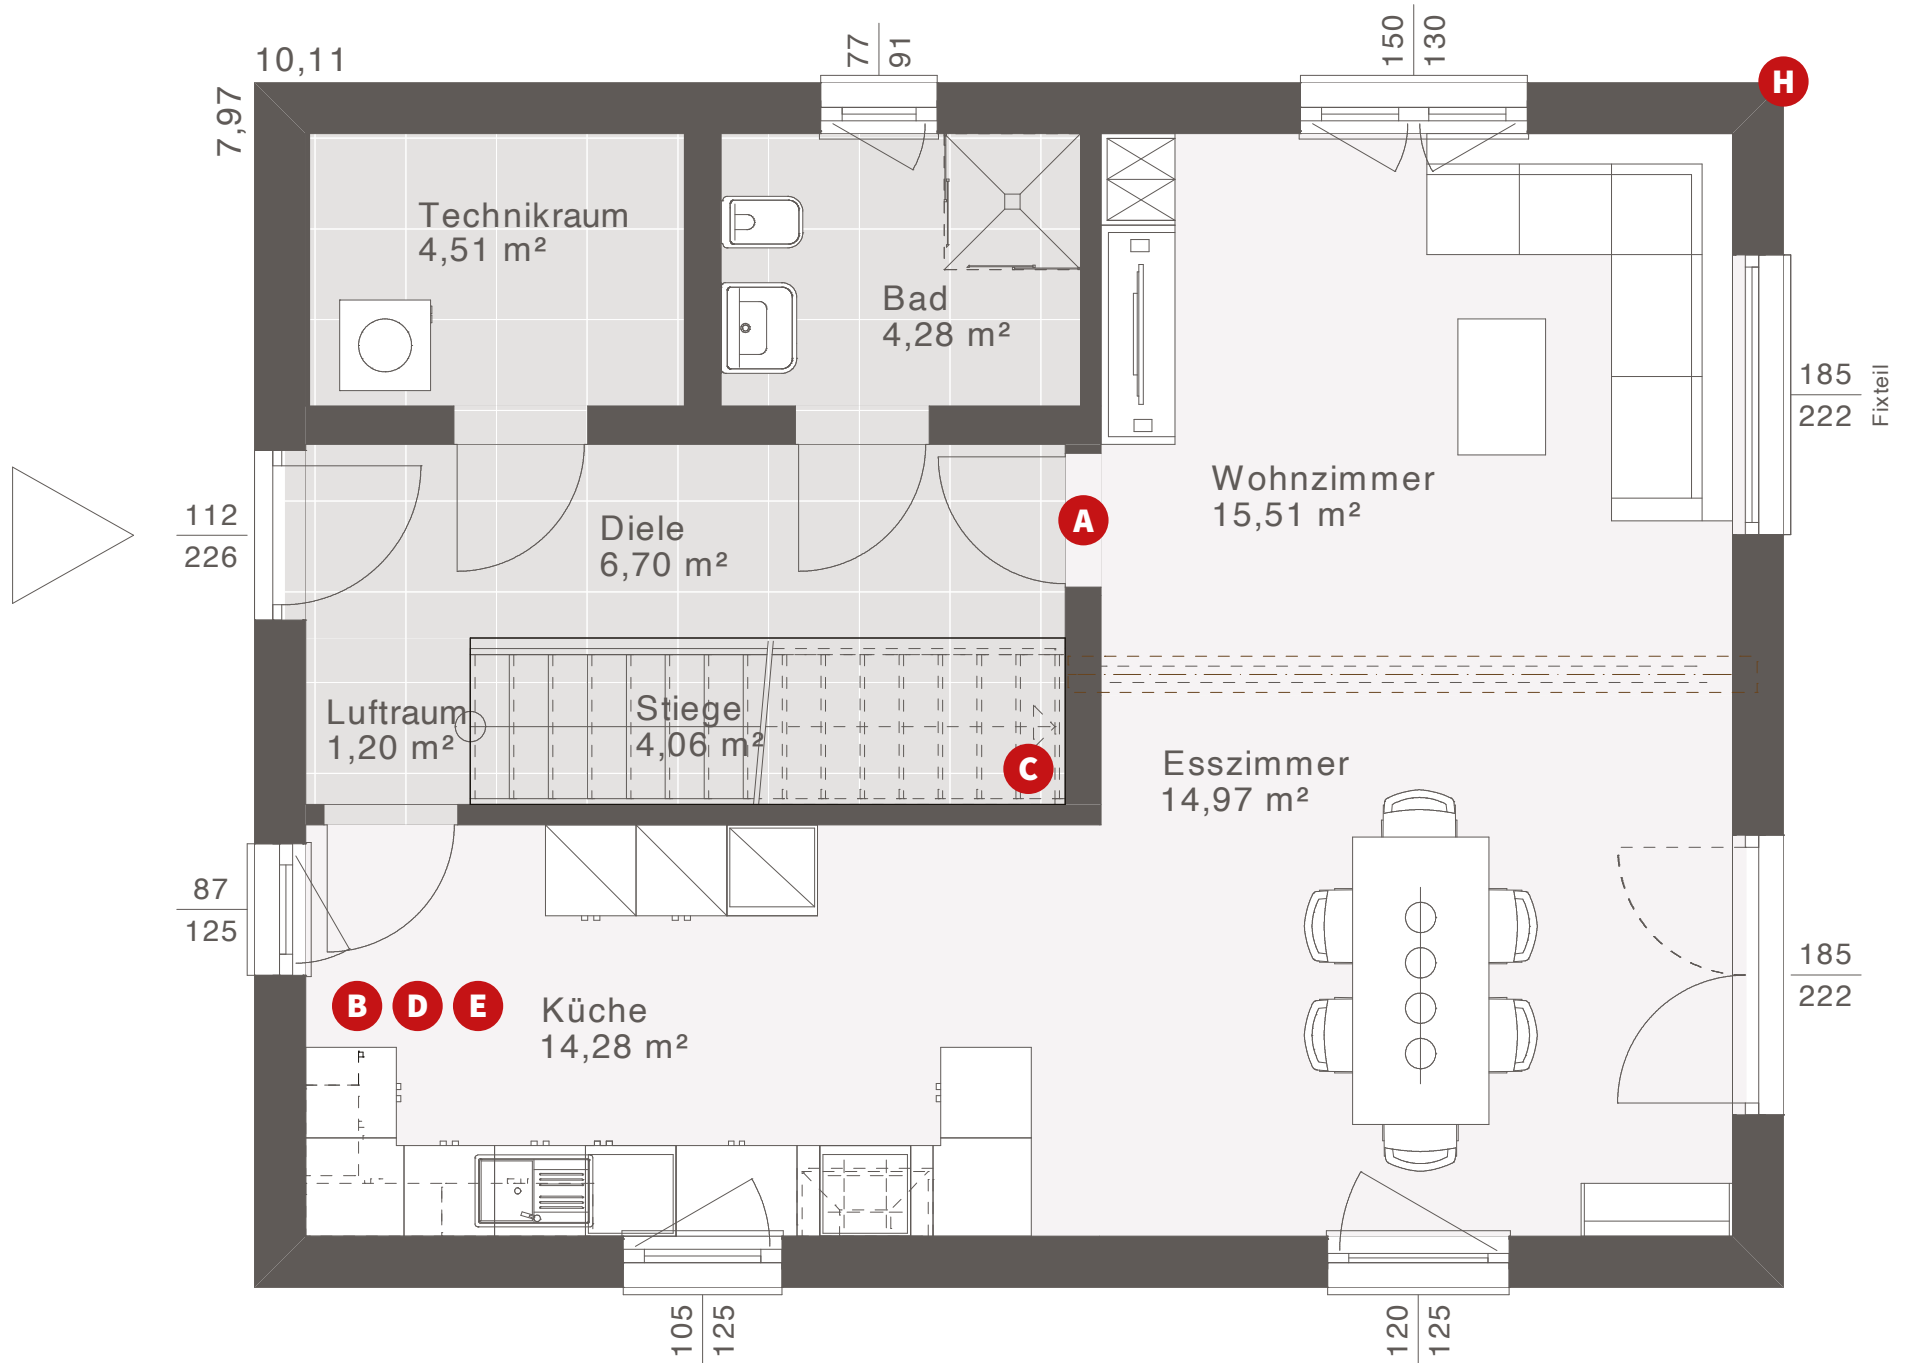 10,11
7,97
77
91
150
130
H
Technikraum
4,51 m²
Bad
4,28 m²
185
222
Fixteil
Wohnzimmer
15,51 m²
112
226
Diele
6,70 m²
A
Luftraum
1,20 m²
Stiege
4,06 m²
C
Esszimmer
14,97 m²
87
125
B D E
Küche
14,28 m²
185
222
105
125
120
125